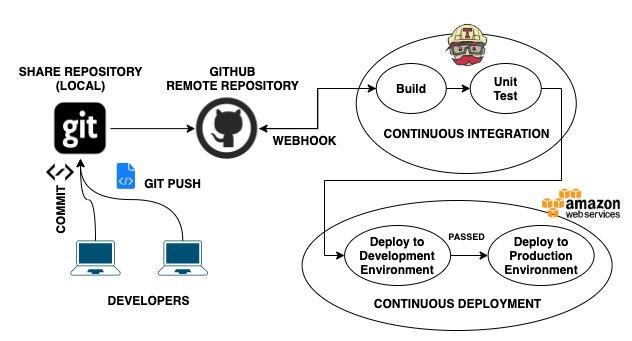 SHARE REPOSITORY
(LOCAL)
GITHUB
REMOTE REPOSITORY
git
WEBHOOK
COMMIT
GIT PUSH
DEVELOPERS
T
Build
Unit
Test
CONTINUOUS INTEGRATION
amazon
webservices
Deploy to
Development
Environment
PASSED
Deploy to
Production
Environment
CONTINUOUS DEPLOYMENT